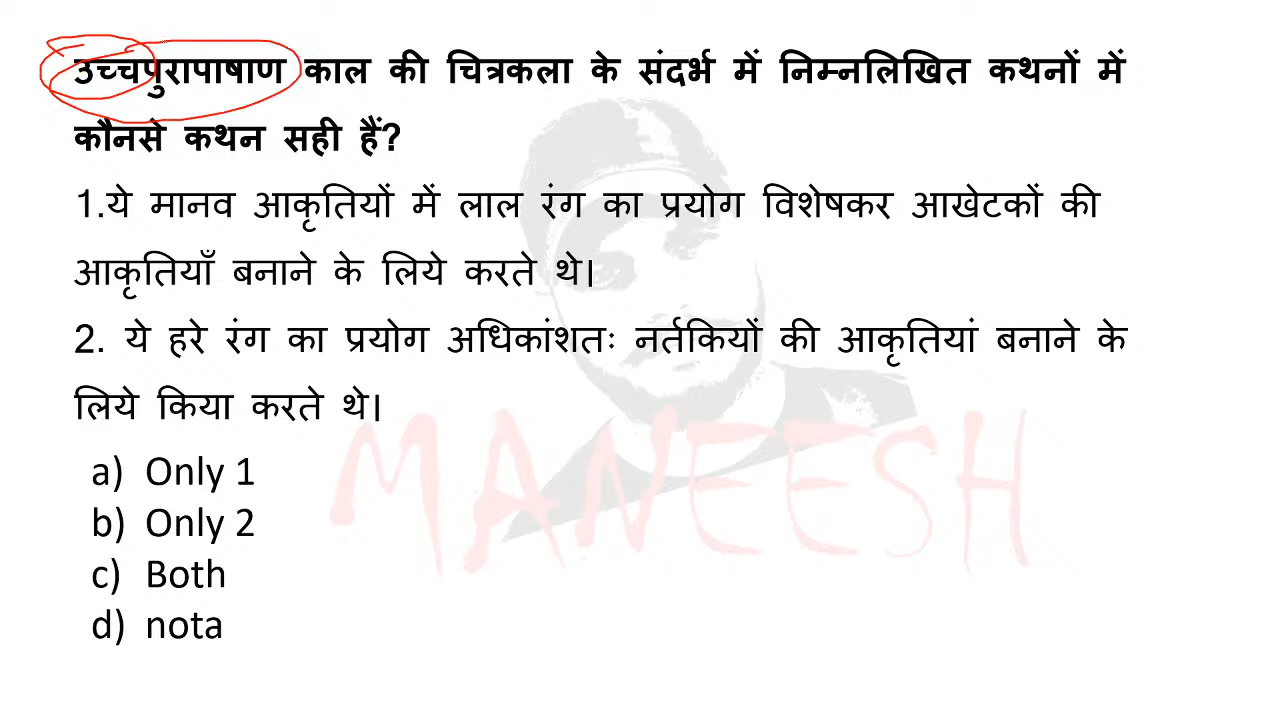 उच्चपुरापाषाण काल की चित्रकला के संदर्भ में निम्नलिखित कथनों में
कौनसे कथन सही हैं?
1.ये मानव आकृतियों में लाल रंग का प्रयोग विशेषकर आखेटकों की
आकृतियाँ बनाने के लिये करते थे।
2. ये हरे रंग का प्रयोग अधिकांशतः नर्तकियों की आकृतियां बनाने के
लिये किया करते थे।
MANEESH
a) Only 1
b) Only 2
c) Both
d) nota